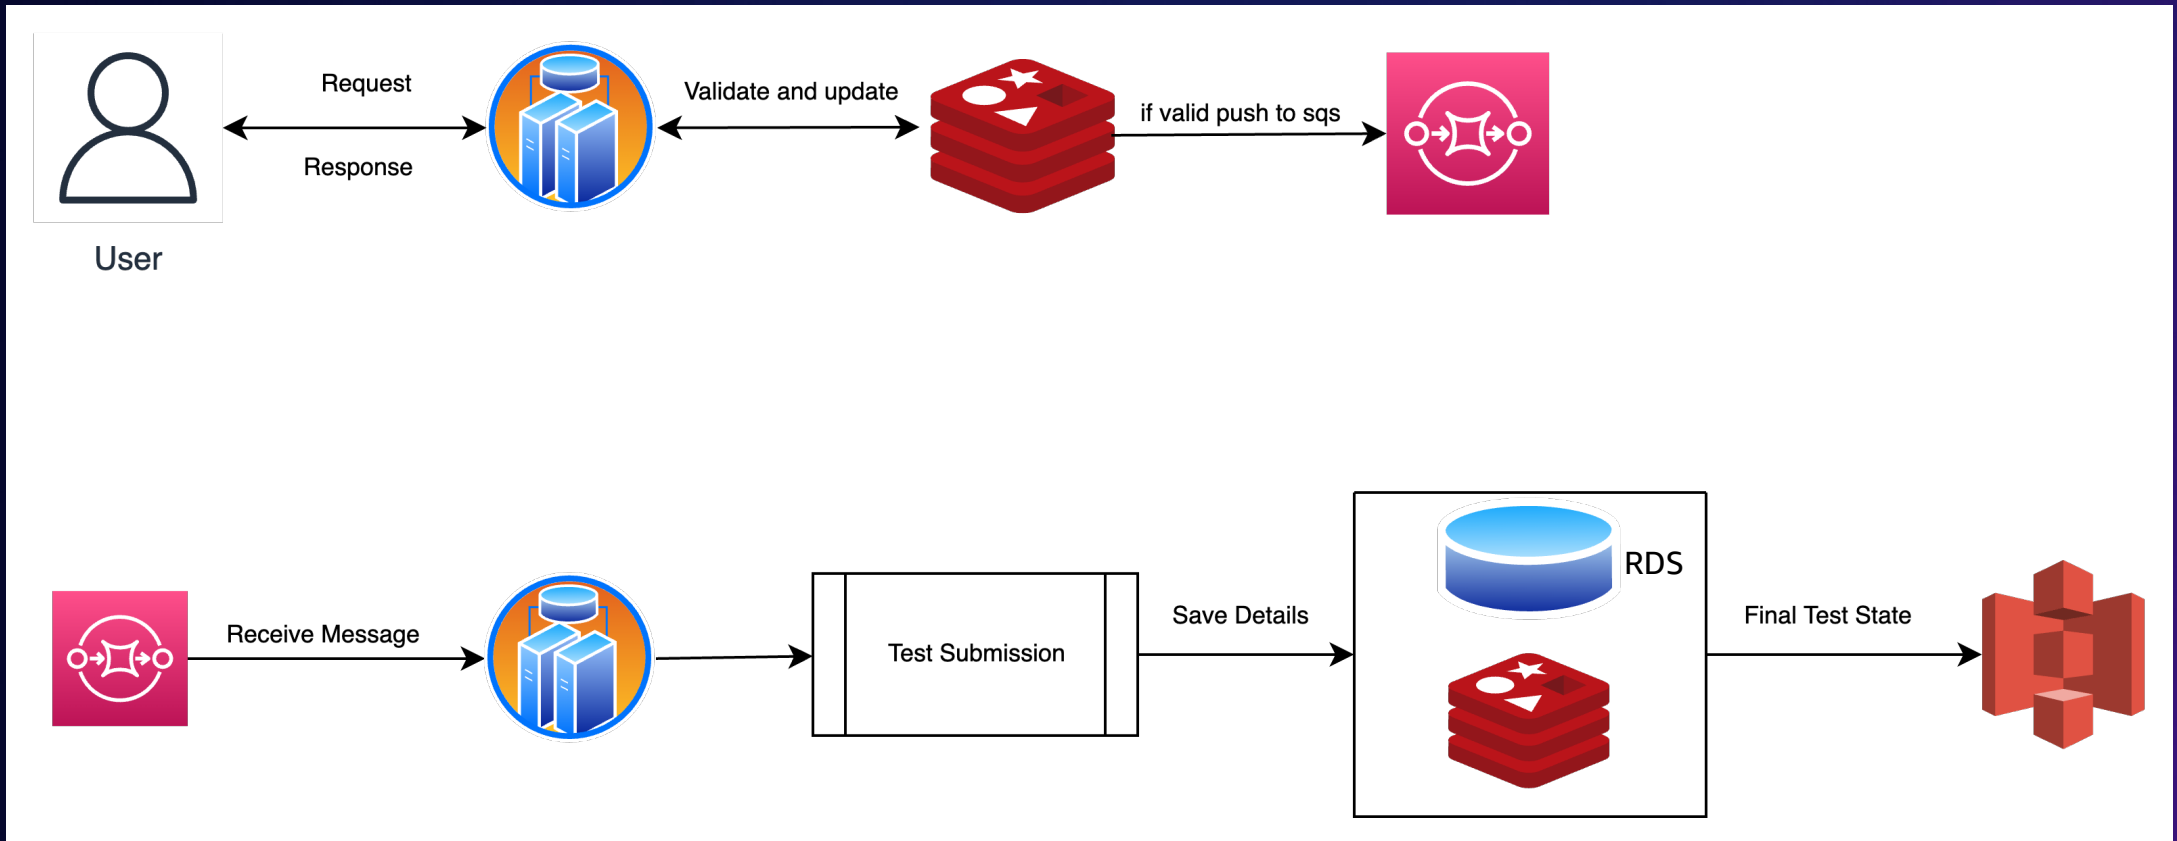 Request
Response
User
Validate and update
if valid push to sqs
Receive Message
Test Submission
Save Details
RDS
Final Test State